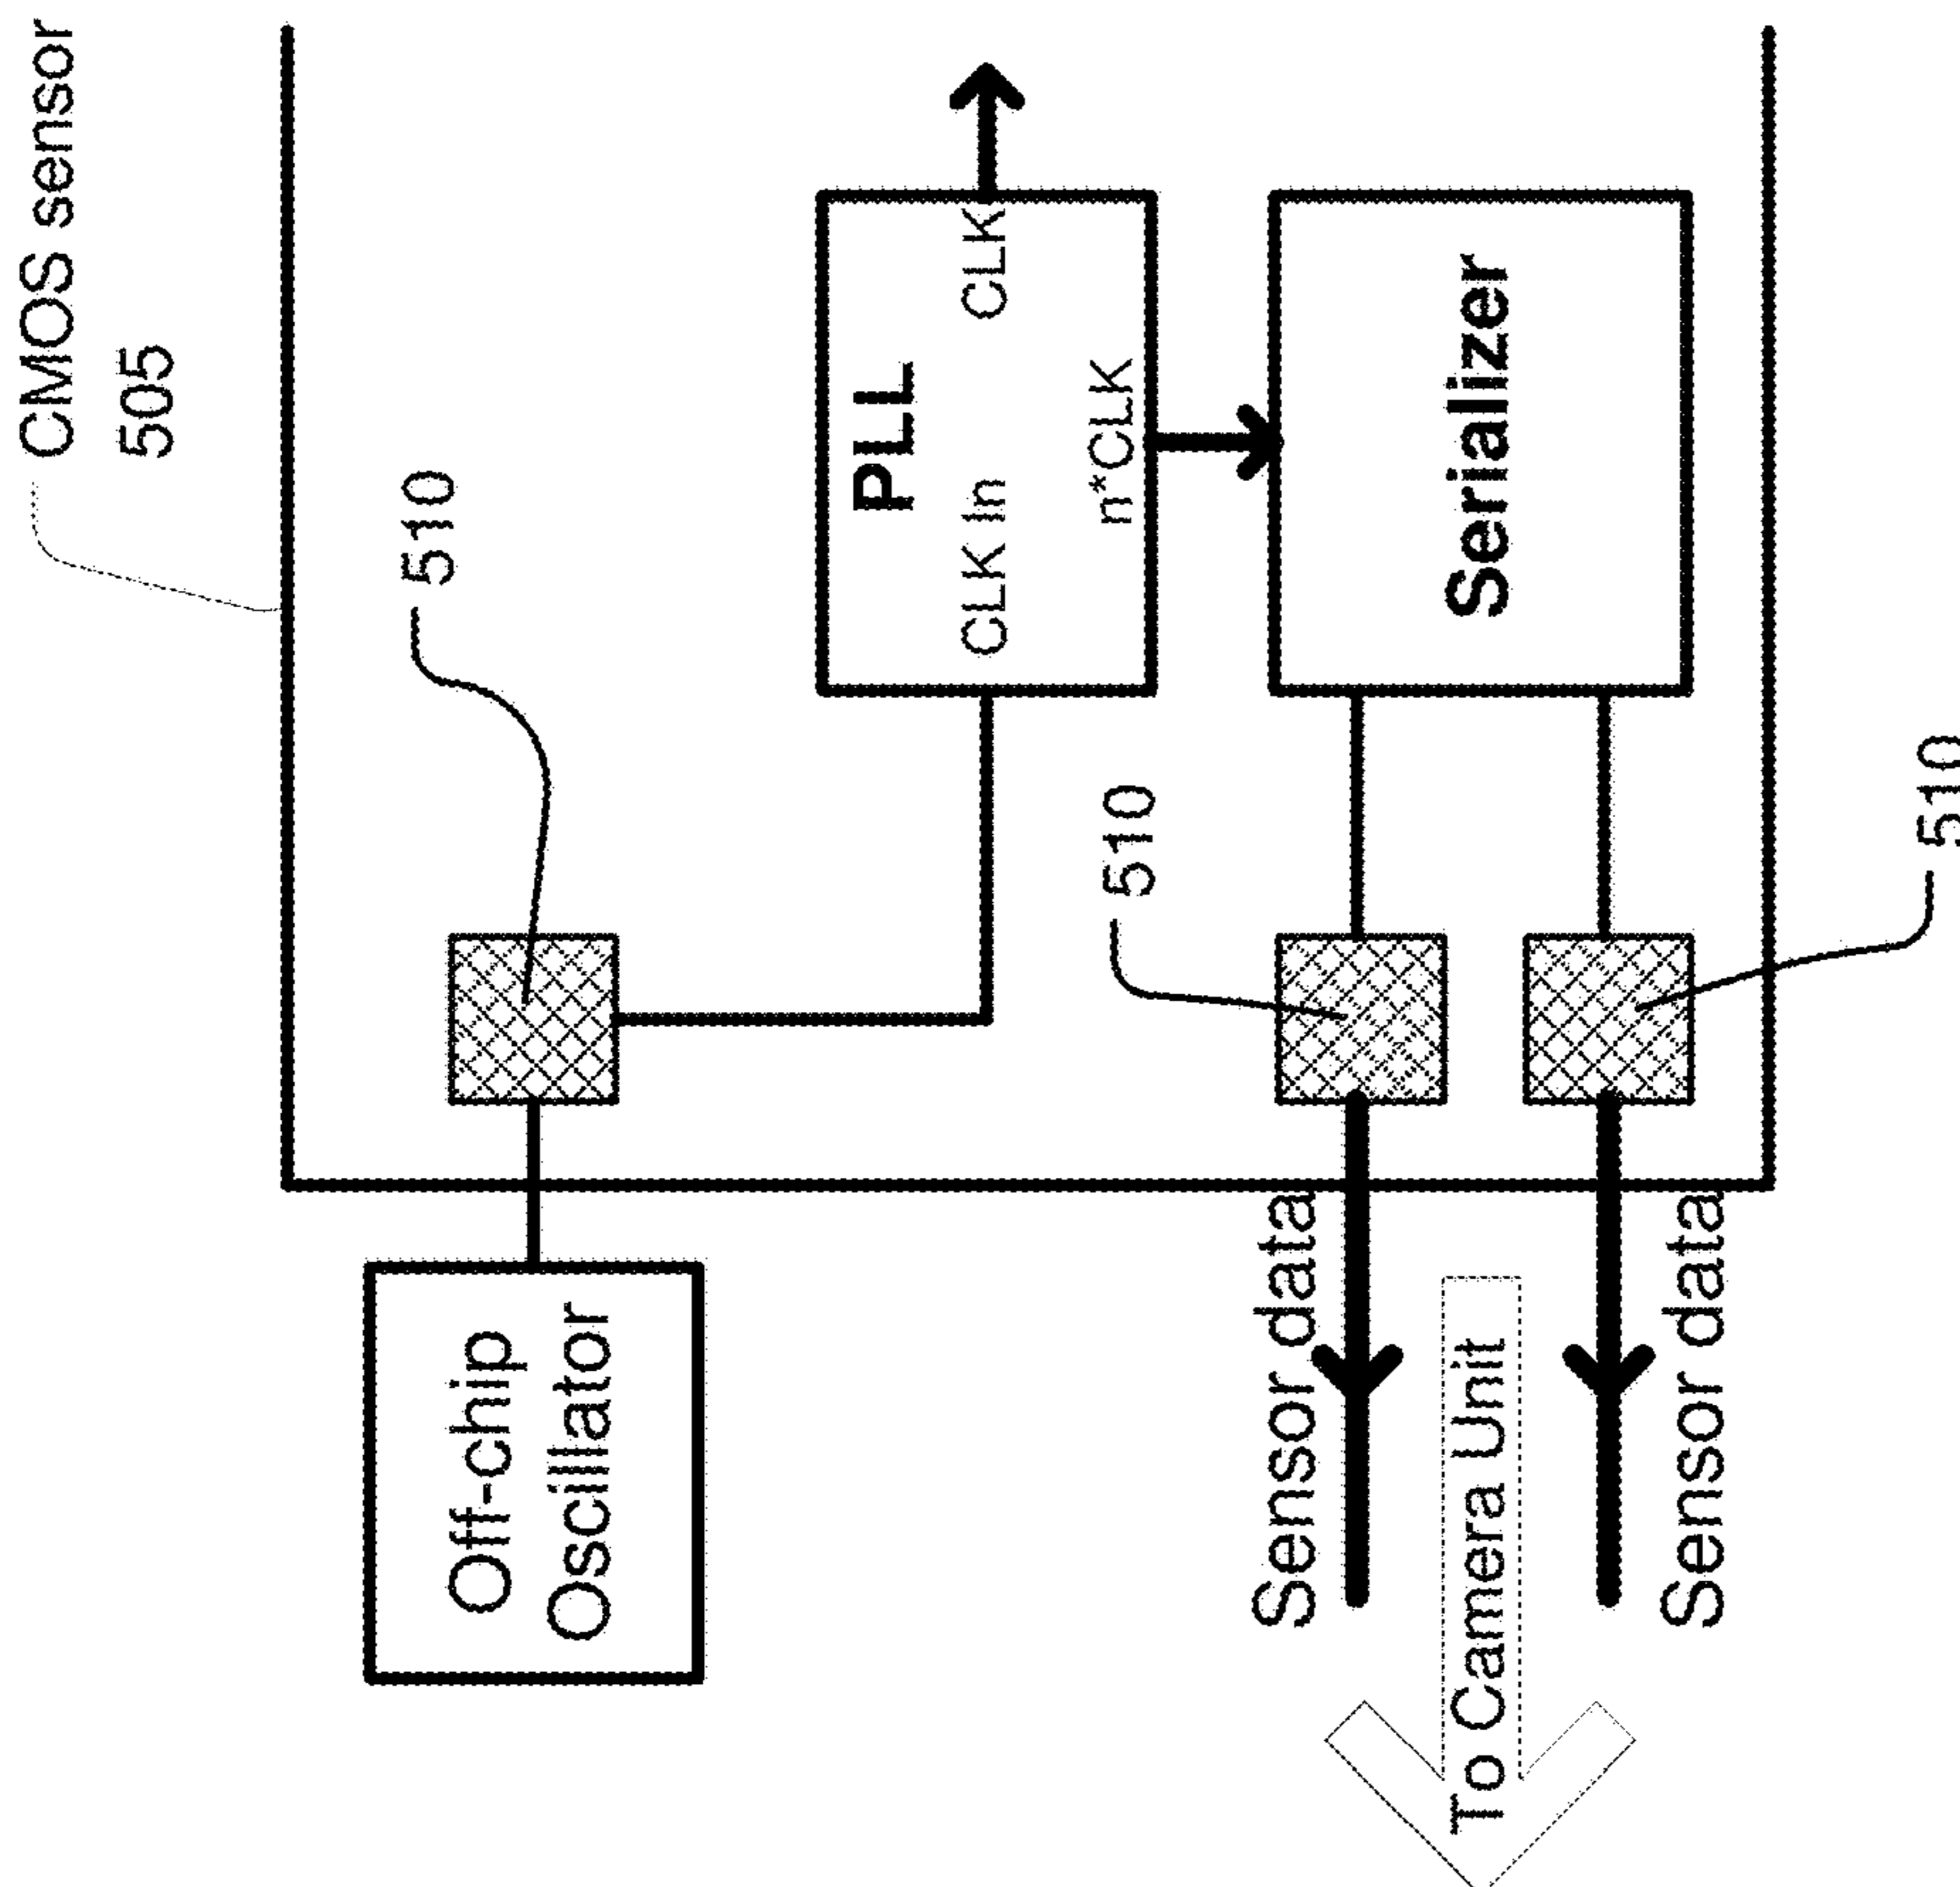 CMOS sensor
505
510
Off-chip
Oscillator
PLL
CLK In
CLK
n*CLK
510
Serializer
Sensor data
To Camera Unit
Sensor data
510